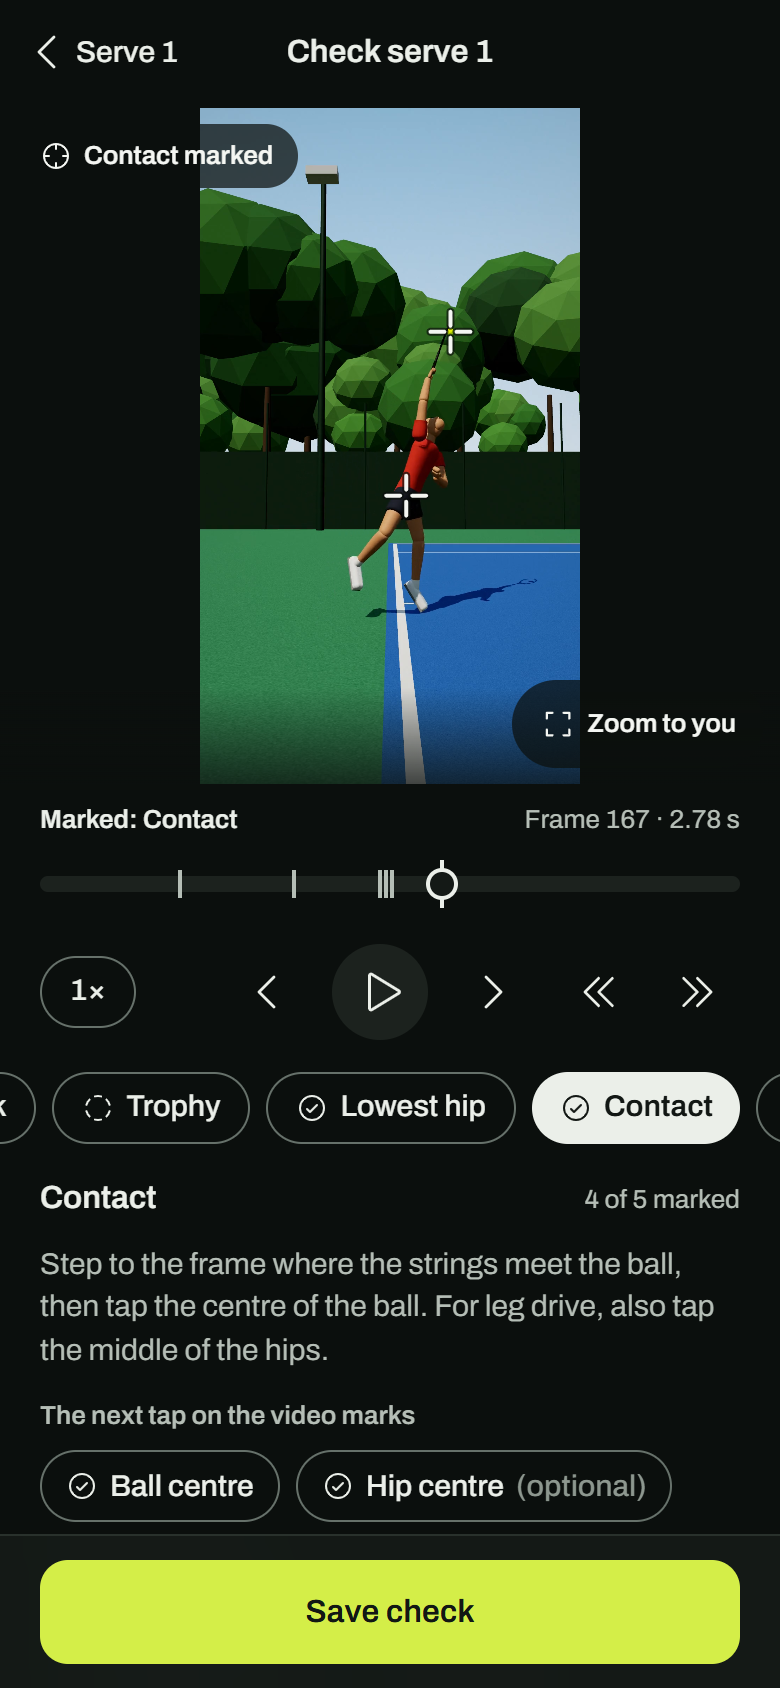 Serve 1
Check serve 1
Contact marked
Zoom to you
Marked: Contact
Frame 167 · 2.78 s
1×
Trophy
Lowest hip
Contact
Contact
4 of 5 marked
Step to the frame where the strings meet the ball,
then tap the centre of the ball. For leg drive, also tap
the middle of the hips.
The next tap on the video marks
Ball centre
Hip centre (optional)
Save check